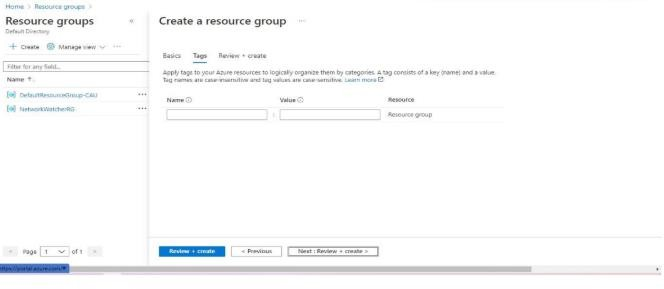 Home > Resource groups >
Resource groups «
Default Directory
+ Create Manage view ···
Filter for any field...
Name ↑
DefaultResourceGroup-CAU ···
NetworkWatcherRG ···
< Page 1 of 1 >
Create a resource group ···
Basics Tags Review + create
Apply tags to your Azure resources to logically organize them by categories. A tag consists of a key (name) and a value.
Tag names are case-insensitive and tag values are case-sensitive. Learn more
Name Value Resource
: Resource group
Review + create < Previous Next : Review + create >
https://portal.azure.com/#